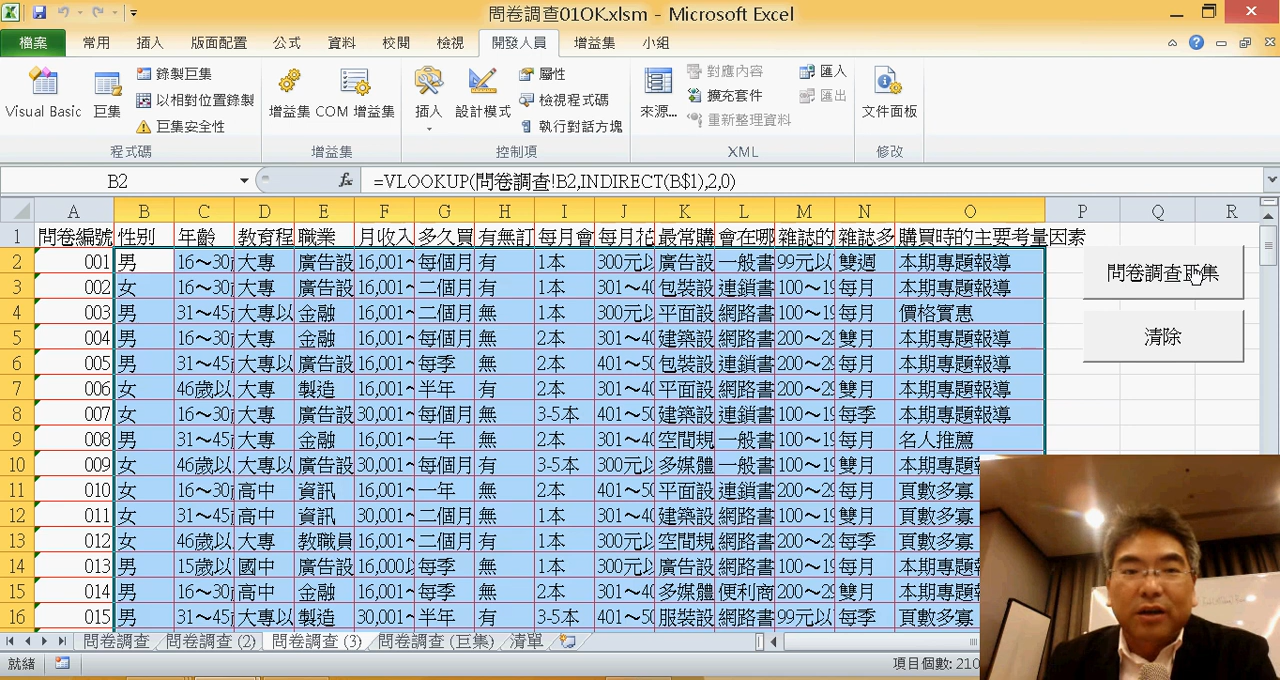 問卷調查01OK.xlsm - Microsoft Excel
檔案 常用 插入 版面配置 公式 資料 校閱 檢視 開發人員 增益集 小組
Visual Basic 巨集 錄製巨集 以相對位置錄製 巨集安全性 增益集 COM 增益集 插入 設計模式 屬性 檢視程式碼 執行對話方塊 來源... 對應內容 擴充套件 重新整理資料 匯入 匯出 文件面板
程式碼 增益集 控制項 XML 修改
B2 fx =VLOOKUP(問卷調查!B2,INDIRECT(B$1),2,0)
A B C D E F G H I J K L M N O P Q R
1 問卷編號 性別 年齡 教育程 職業 月收入 多久買 有無訂 每月會 每月花 最常購 會在哪 雜誌的 雜誌多 購買時的主要考量因素
2 001 男 16～30 大專 廣告設 16,001~ 每個月 有 1本 300元以 廣告設 一般書 99元以 雙週 本期專題報導
3 002 女 16～30 大專 廣告設 16,001~ 二個月 有 1本 301～40 包裝設 連鎖書 100～19 每月 本期專題報導
4 003 男 31～45 大專以 金融 16,001~ 二個月 無 1本 300元以 平面設 網路書 100～19 每月 價格實惠
5 004 男 16～30 大專 金融 16,001~ 每個月 無 2本 301～40 建築設 網路書 200～29 雙月 本期專題報導
6 005 男 31～45 大專以 廣告設 16,001~ 每季 無 2本 401～50 包裝設 連鎖書 100～19 雙月 本期專題報導
7 006 女 46歲以 大專 製造 16,001~ 半年 有 2本 301～40 平面設 網路書 200～29 雙月 本期專題報導
8 007 女 16～30 大專 廣告設 30,001~ 每個月 無 3-5本 401～50 建築設 連鎖書 100～19 每季 本期專題報導
9 008 男 31～45 大專 金融 16,001~ 一年 無 2本 301～40 空間規 一般書 100～19 每月 名人推薦
10 009 女 46歲以 大專以 廣告設 30,001~ 每個月 有 3-5本 300元以 多媒體 一般書 100～19 雙月 本期專題
11 010 女 16～30 高中 資訊 16,001~ 一年 無 2本 401～50 平面設 連鎖書 200～29 每月 頁數多寡
12 011 女 31～45 高中 資訊 30,001~ 二個月 無 1本 301～40 建築設 網路書 100～19 雙月 頁數多寡
13 012 女 46歲以 大專 教職員 16,001~ 二個月 有 1本 301～40 空間規 網路書 200～29 每季 頁數多寡
14 013 男 15歲以 國中 廣告設 16,000以 每季 無 1本 300元以 廣告設 網路書 100～19 每季 本期專題
15 014 男 16～30 高中 金融 16,001~ 每季 無 2本 301～40 多媒體 便利商 200～29 雙月 本期專題
16 015 男 31～45 大專以 製造 30,001~ 半年 有 3-5本 301～40 服裝設 連鎖書 99元以 每季 頁數多寡
問卷調查巨集
清除
問卷調查 問卷調查 (2) 問卷調查 (3) 問卷調查 (巨集) 清單
就緒 項目個數: 210